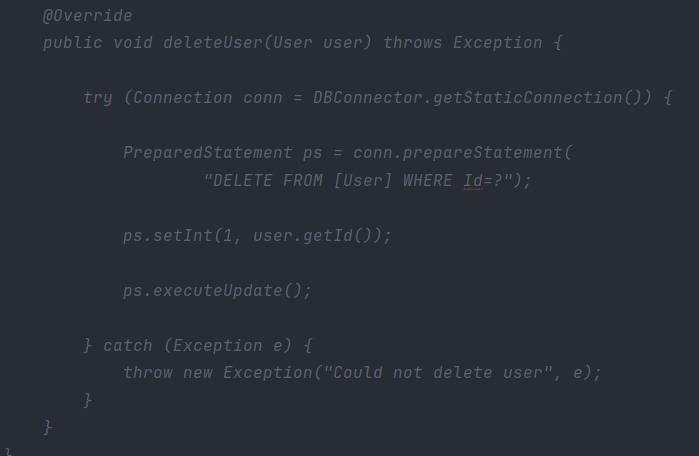 @Override
public void deleteUser(User user) throws Exception {
try (Connection conn = DBConnector.getStaticConnection()) {
PreparedStatement ps = conn.prepareStatement(
"DELETE FROM [User] WHERE Id=?");
ps.setInt(1, user.getId());
ps.executeUpdate();
} catch (Exception e) {
throw new Exception("Could not delete user", e);
}
}
}